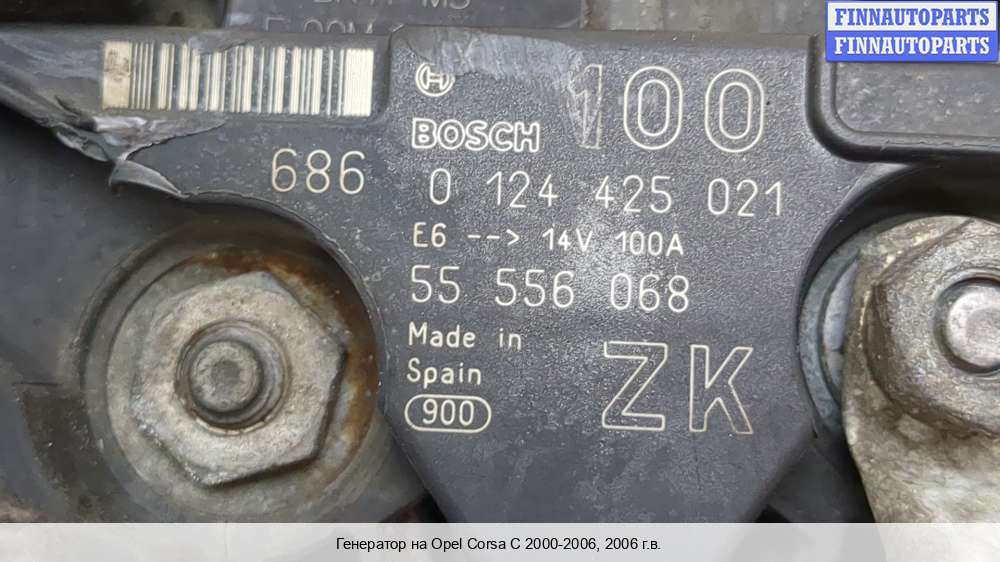 FINNAUTOPARTS
FINNAUTOPARTS
100
BOSCH
686
0 124 425 021
E6 --> 14V 100A
55 556 068
Made in
Spain
900
ZK
Генератор на Opel Corsa C 2000-2006, 2006 г.в.